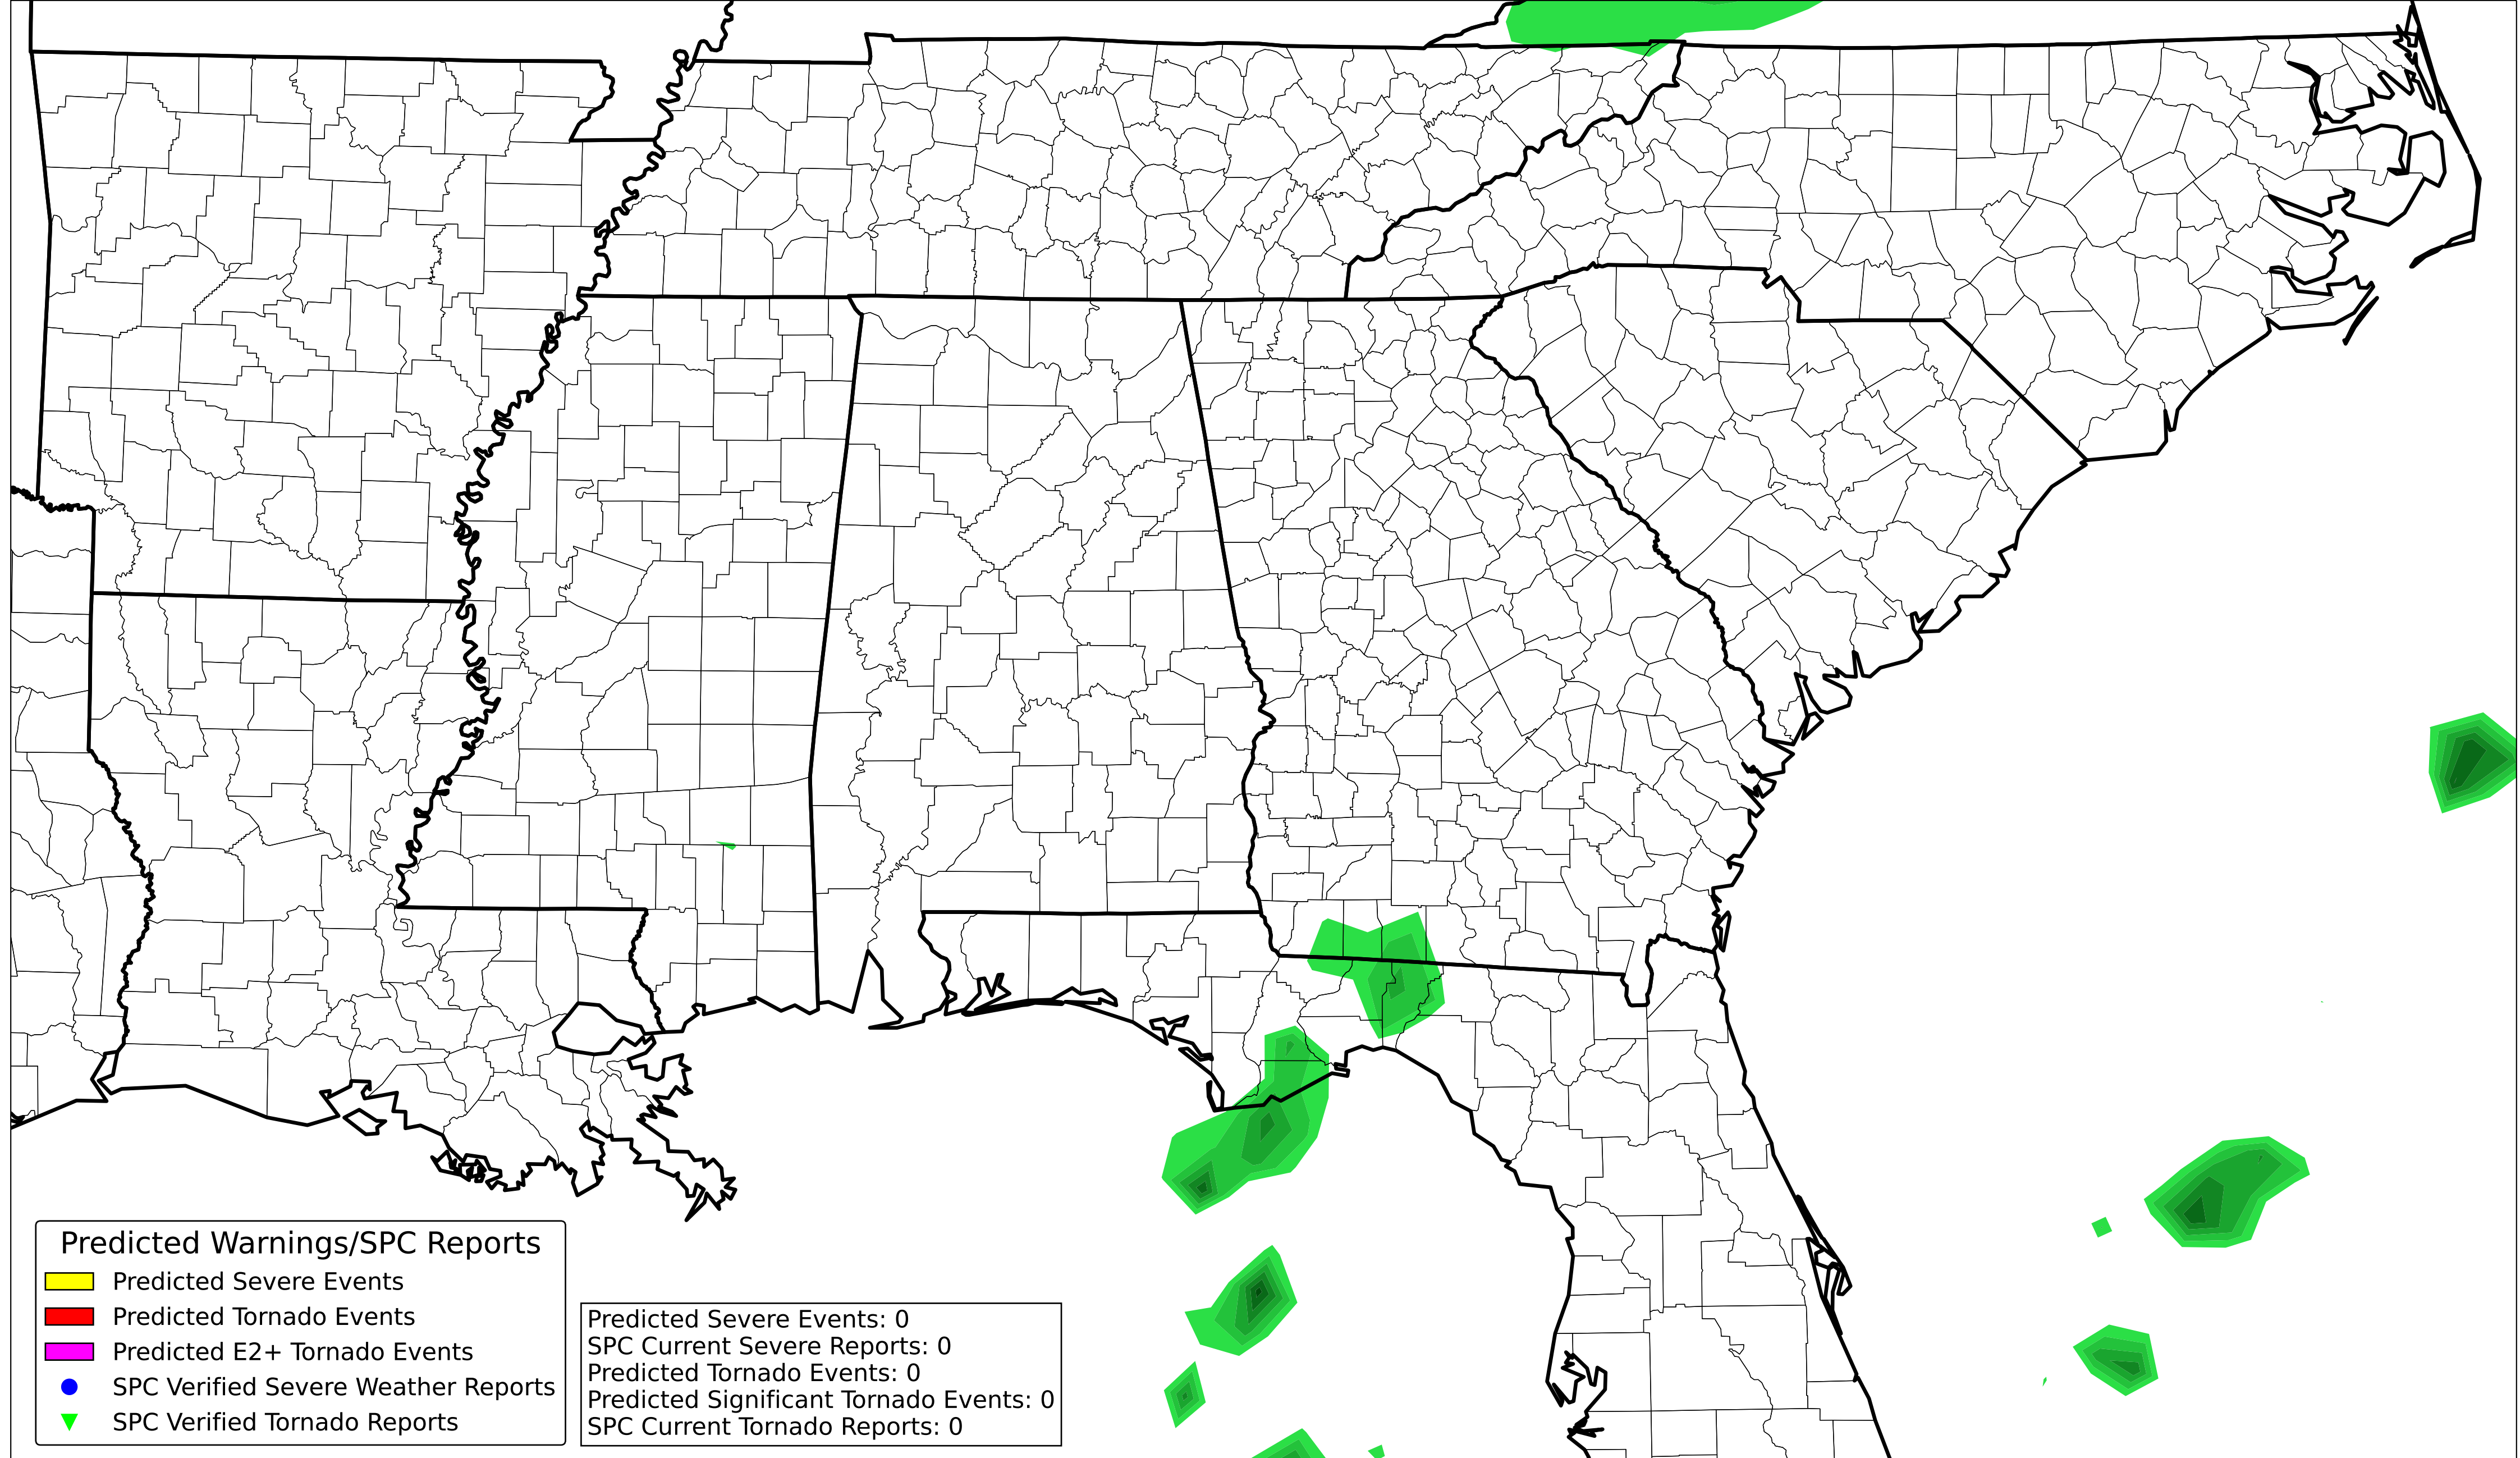 Predicted Warnings/SPC Reports
Predicted Severe Events
Predicted Tornado Events
Predicted E2+ Tornado Events
SPC Verified Severe Weather Reports
SPC Verified Tornado Reports
Predicted Severe Events: 0
SPC Current Severe Reports: 0
Predicted Tornado Events: 0
Predicted Significant Tornado Events: 0
SPC Current Tornado Reports: 0